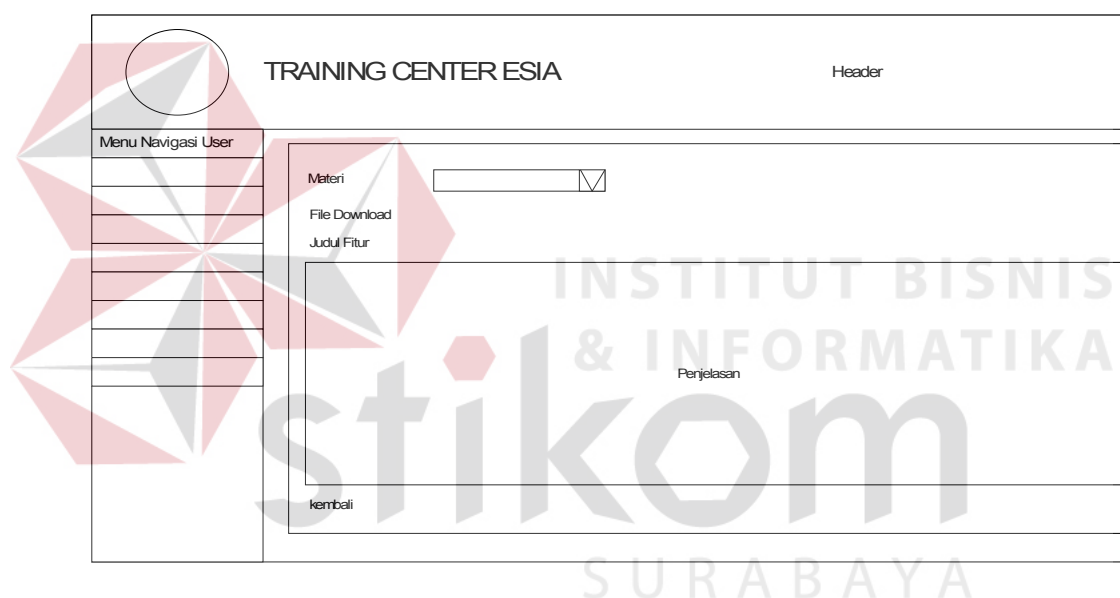 TRAINING CENTER ESIA
Header
Menu Navigasi User
Materi
File Download
Judul Fitur
Penjelasan
kembali
INSTITUT BISNIS
& INFORMATIKA
stikom
SURABAYA